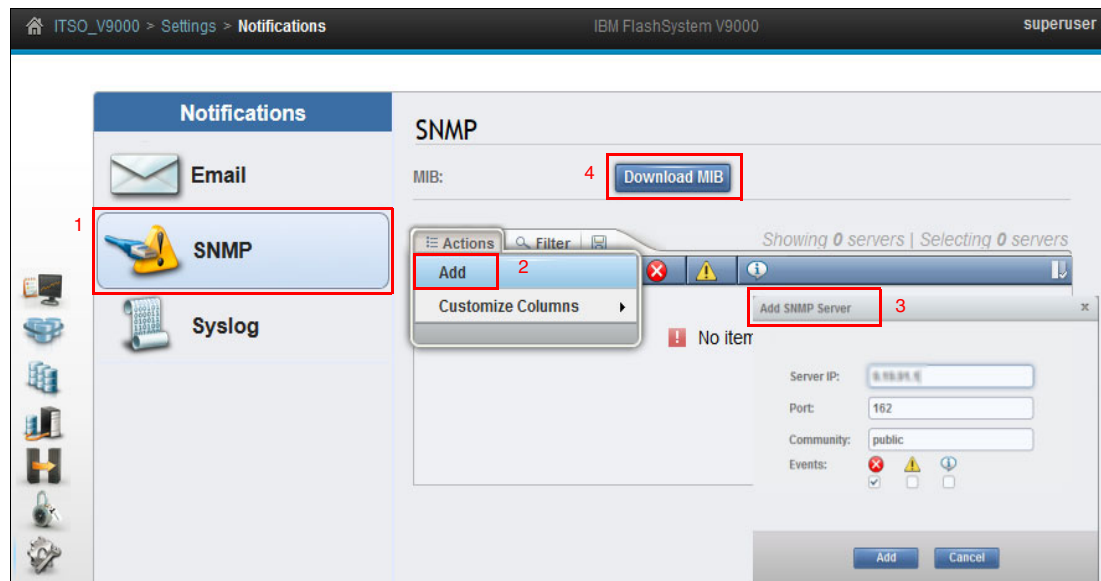 ITSO_V9000 > Settings > Notifications
IBM FlashSystem V9000
superuser
Notifications
Email
1
SNMP
Syslog
SNMP
MIB:
4
Download MIB
Actions
Filter
Showing 0 servers | Selecting 0 servers
Add
2
Customize Columns
No item
Add SNMP Server
3
x
Server IP:
Port:
162
Community:
public
Events:
Add
Cancel